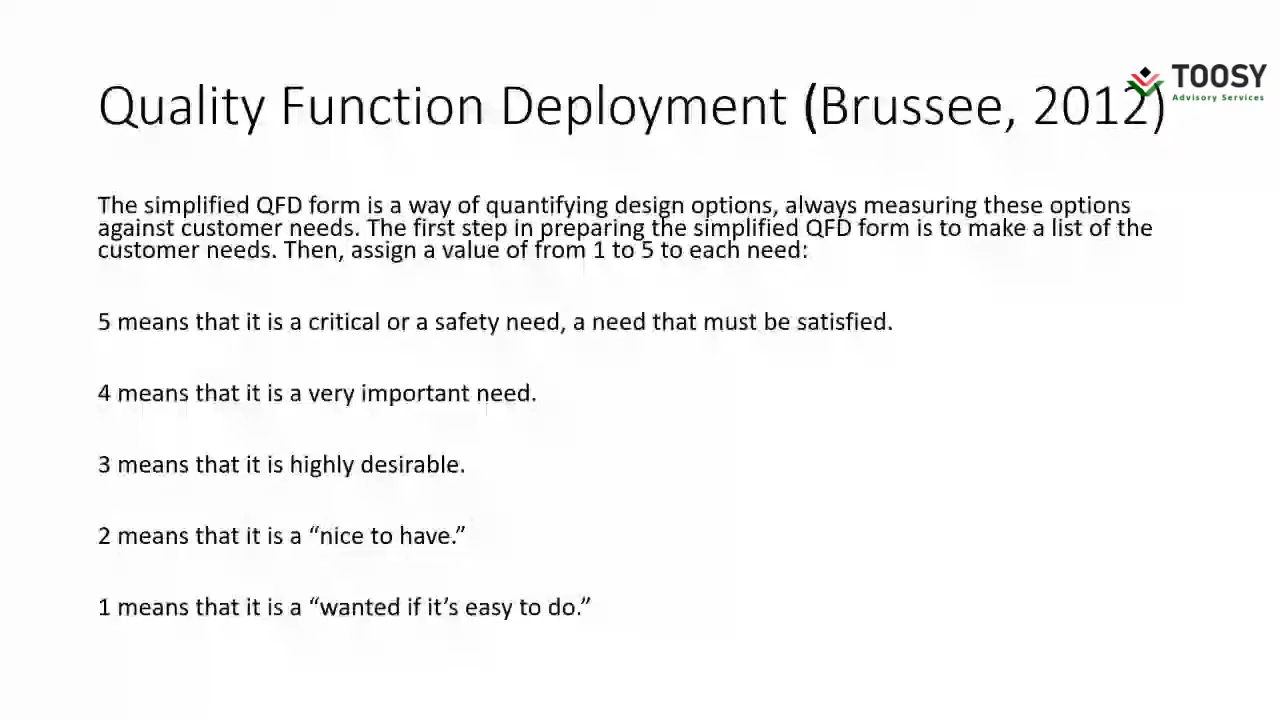 TOOSY
Advisory Services
Quality Function Deployment (Brussee, 2012)
The simplified QFD form is a way of quantifying design options, always measuring these options
against customer needs. The first step in preparing the simplified QFD form is to make a list of the
customer needs. Then, assign a value of from 1 to 5 to each need:
5 means that it is a critical or a safety need, a need that must be satisfied.
4 means that it is a very important need.
3 means that it is highly desirable.
2 means that it is a “nice to have.”
1 means that it is a “wanted if it’s easy to do.”